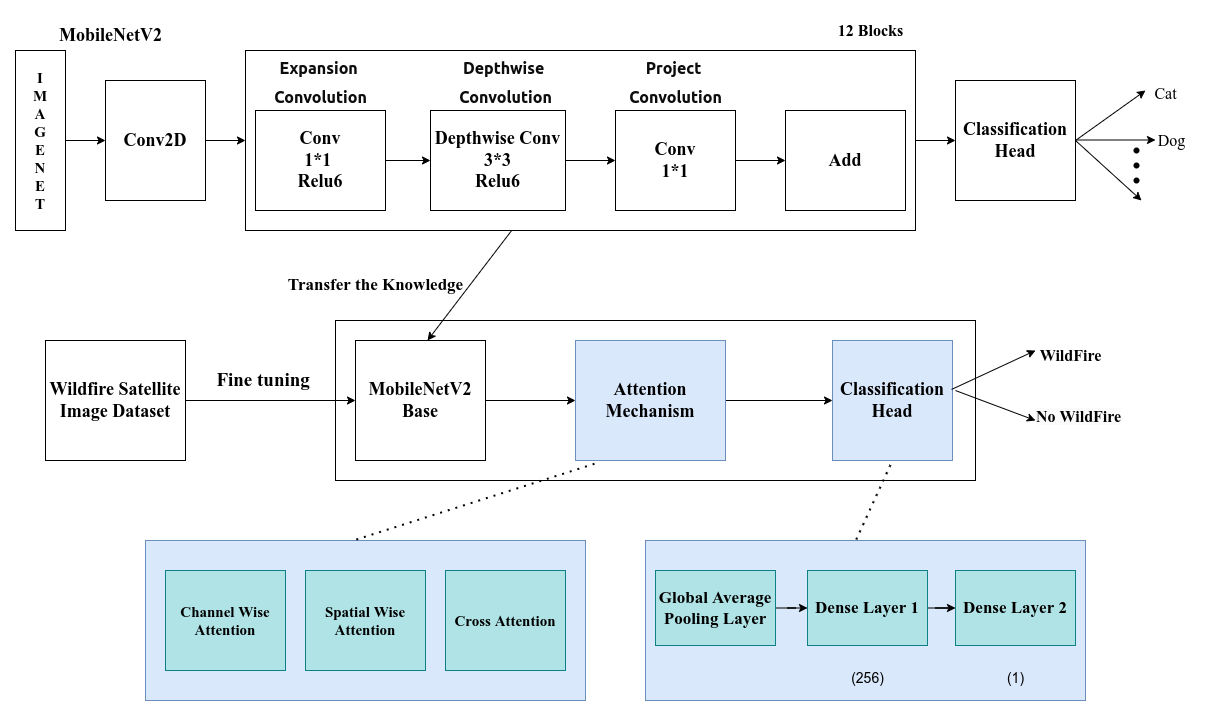 MobileNetV2
12 Blocks
I
M
A
G
E
N
E
T
Conv2D
Expansion
Convolution
Conv
1*1
Relu6
Depthwise
Convolution
Depthwise Conv
3*3
Relu6
Project
Convolution
Conv
1*1
Add
Classification
Head
Cat
Dog
Transfer the Knowledge
Wildfire Satellite
Image Dataset
Fine tuning
MobileNetV2
Base
Attention
Mechanism
Classification
Head
WildFire
No WildFire
Channel Wise
Attention
Spatial Wise
Attention
Cross Attention
Global Average
Pooling Layer
Dense Layer 1
Dense Layer 2
(256)
(1)